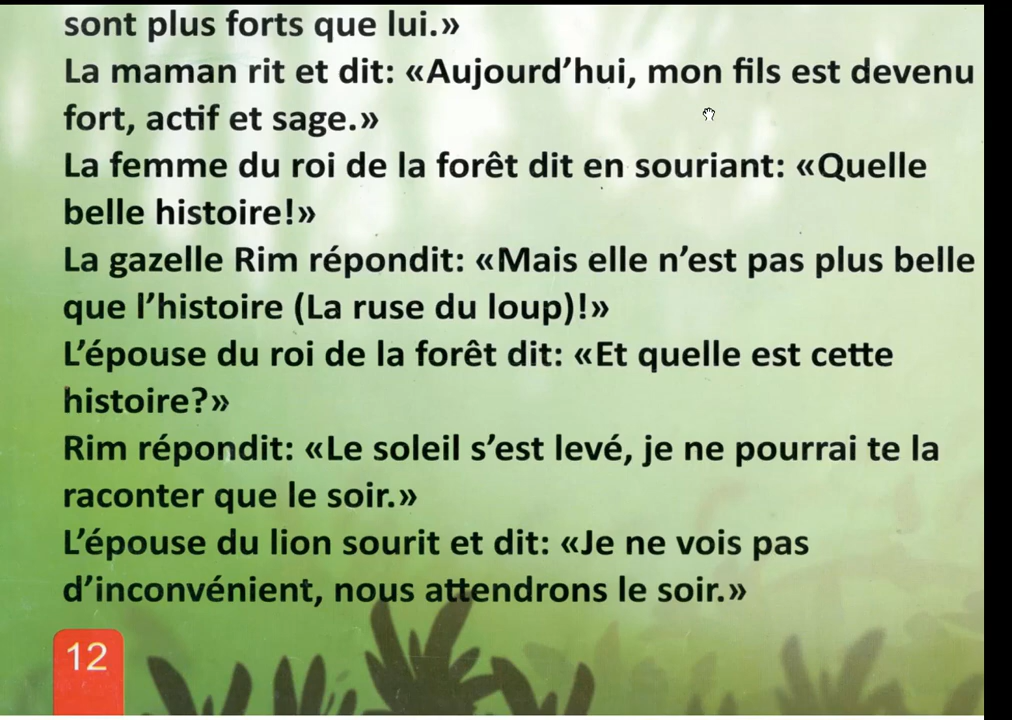 sont plus forts que lui.»
La maman rit et dit: «Aujourd’hui, mon fils est devenu
fort, actif et sage.»
La femme du roi de la forêt dit en souriant: «Quelle
belle histoire!»
La gazelle Rim répondit: «Mais elle n’est pas plus belle
que l’histoire (La ruse du loup)!»
L’épouse du roi de la forêt dit: «Et quelle est cette
histoire?»
Rim répondit: «Le soleil s’est levé, je ne pourrai te la
raconter que le soir.»
L’épouse du lion sourit et dit: «Je ne vois pas
d’inconvénient, nous attendrons le soir.»
12